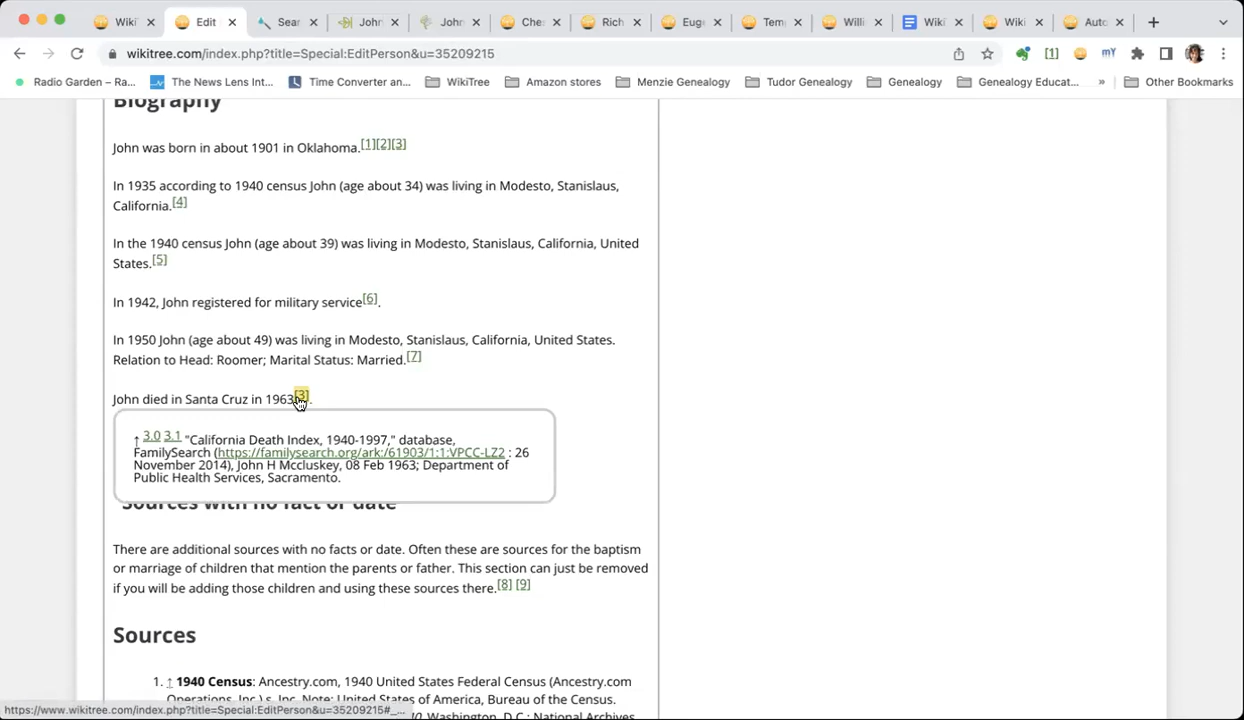 Wiki
Edit
Sear
John
John
Che
Rich
Eug
Tem
Willi
Wiki
Wiki
Auto
wikitree.com/index.php?title=Special:EditPerson&u=35209215
Radio Garden – Ra...
The News Lens Int...
Time Converter an...
WikiTree
Amazon stores
Menzie Genealogy
Tudor Genealogy
Genealogy
Genealogy Educat...
»
Other Bookmarks
Biography
John was born in about 1901 in Oklahoma.[1][2][3]
In 1935 according to 1940 census John (age about 34) was living in Modesto, Stanislaus,
California.[4]
In the 1940 census John (age about 39) was living in Modesto, Stanislaus, California, United
States.[5]
In 1942, John registered for military service[6].
In 1950 John (age about 49) was living in Modesto, Stanislaus, California, United States.
Relation to Head: Roomer; Marital Status: Married.[7]
John died in Santa Cruz in 1963[3].
↑ 3.0 3.1 "California Death Index, 1940-1997," database,
FamilySearch (https://familysearch.org/ark:/61903/1:1:VPCC-LZ2 : 26
November 2014), John H Mccluskey, 08 Feb 1963; Department of
Public Health Services, Sacramento.
Sources with no fact or date
There are additional sources with no facts or date. Often these are sources for the baptism
or marriage of children that mention the parents or father. This section can just be removed
if you will be adding those children and using these sources there.[8] [9]
Sources
1. ↑ 1940 Census: Ancestry.com, 1940 United States Federal Census (Ancestry.com
Operations, Inc.) s, Inc. Note: United States of America, Bureau of the Census.
Washington, D.C.: National Archives
https://www.wikitree.com/index.php?title=Special:EditPerson&u=35209215#_...